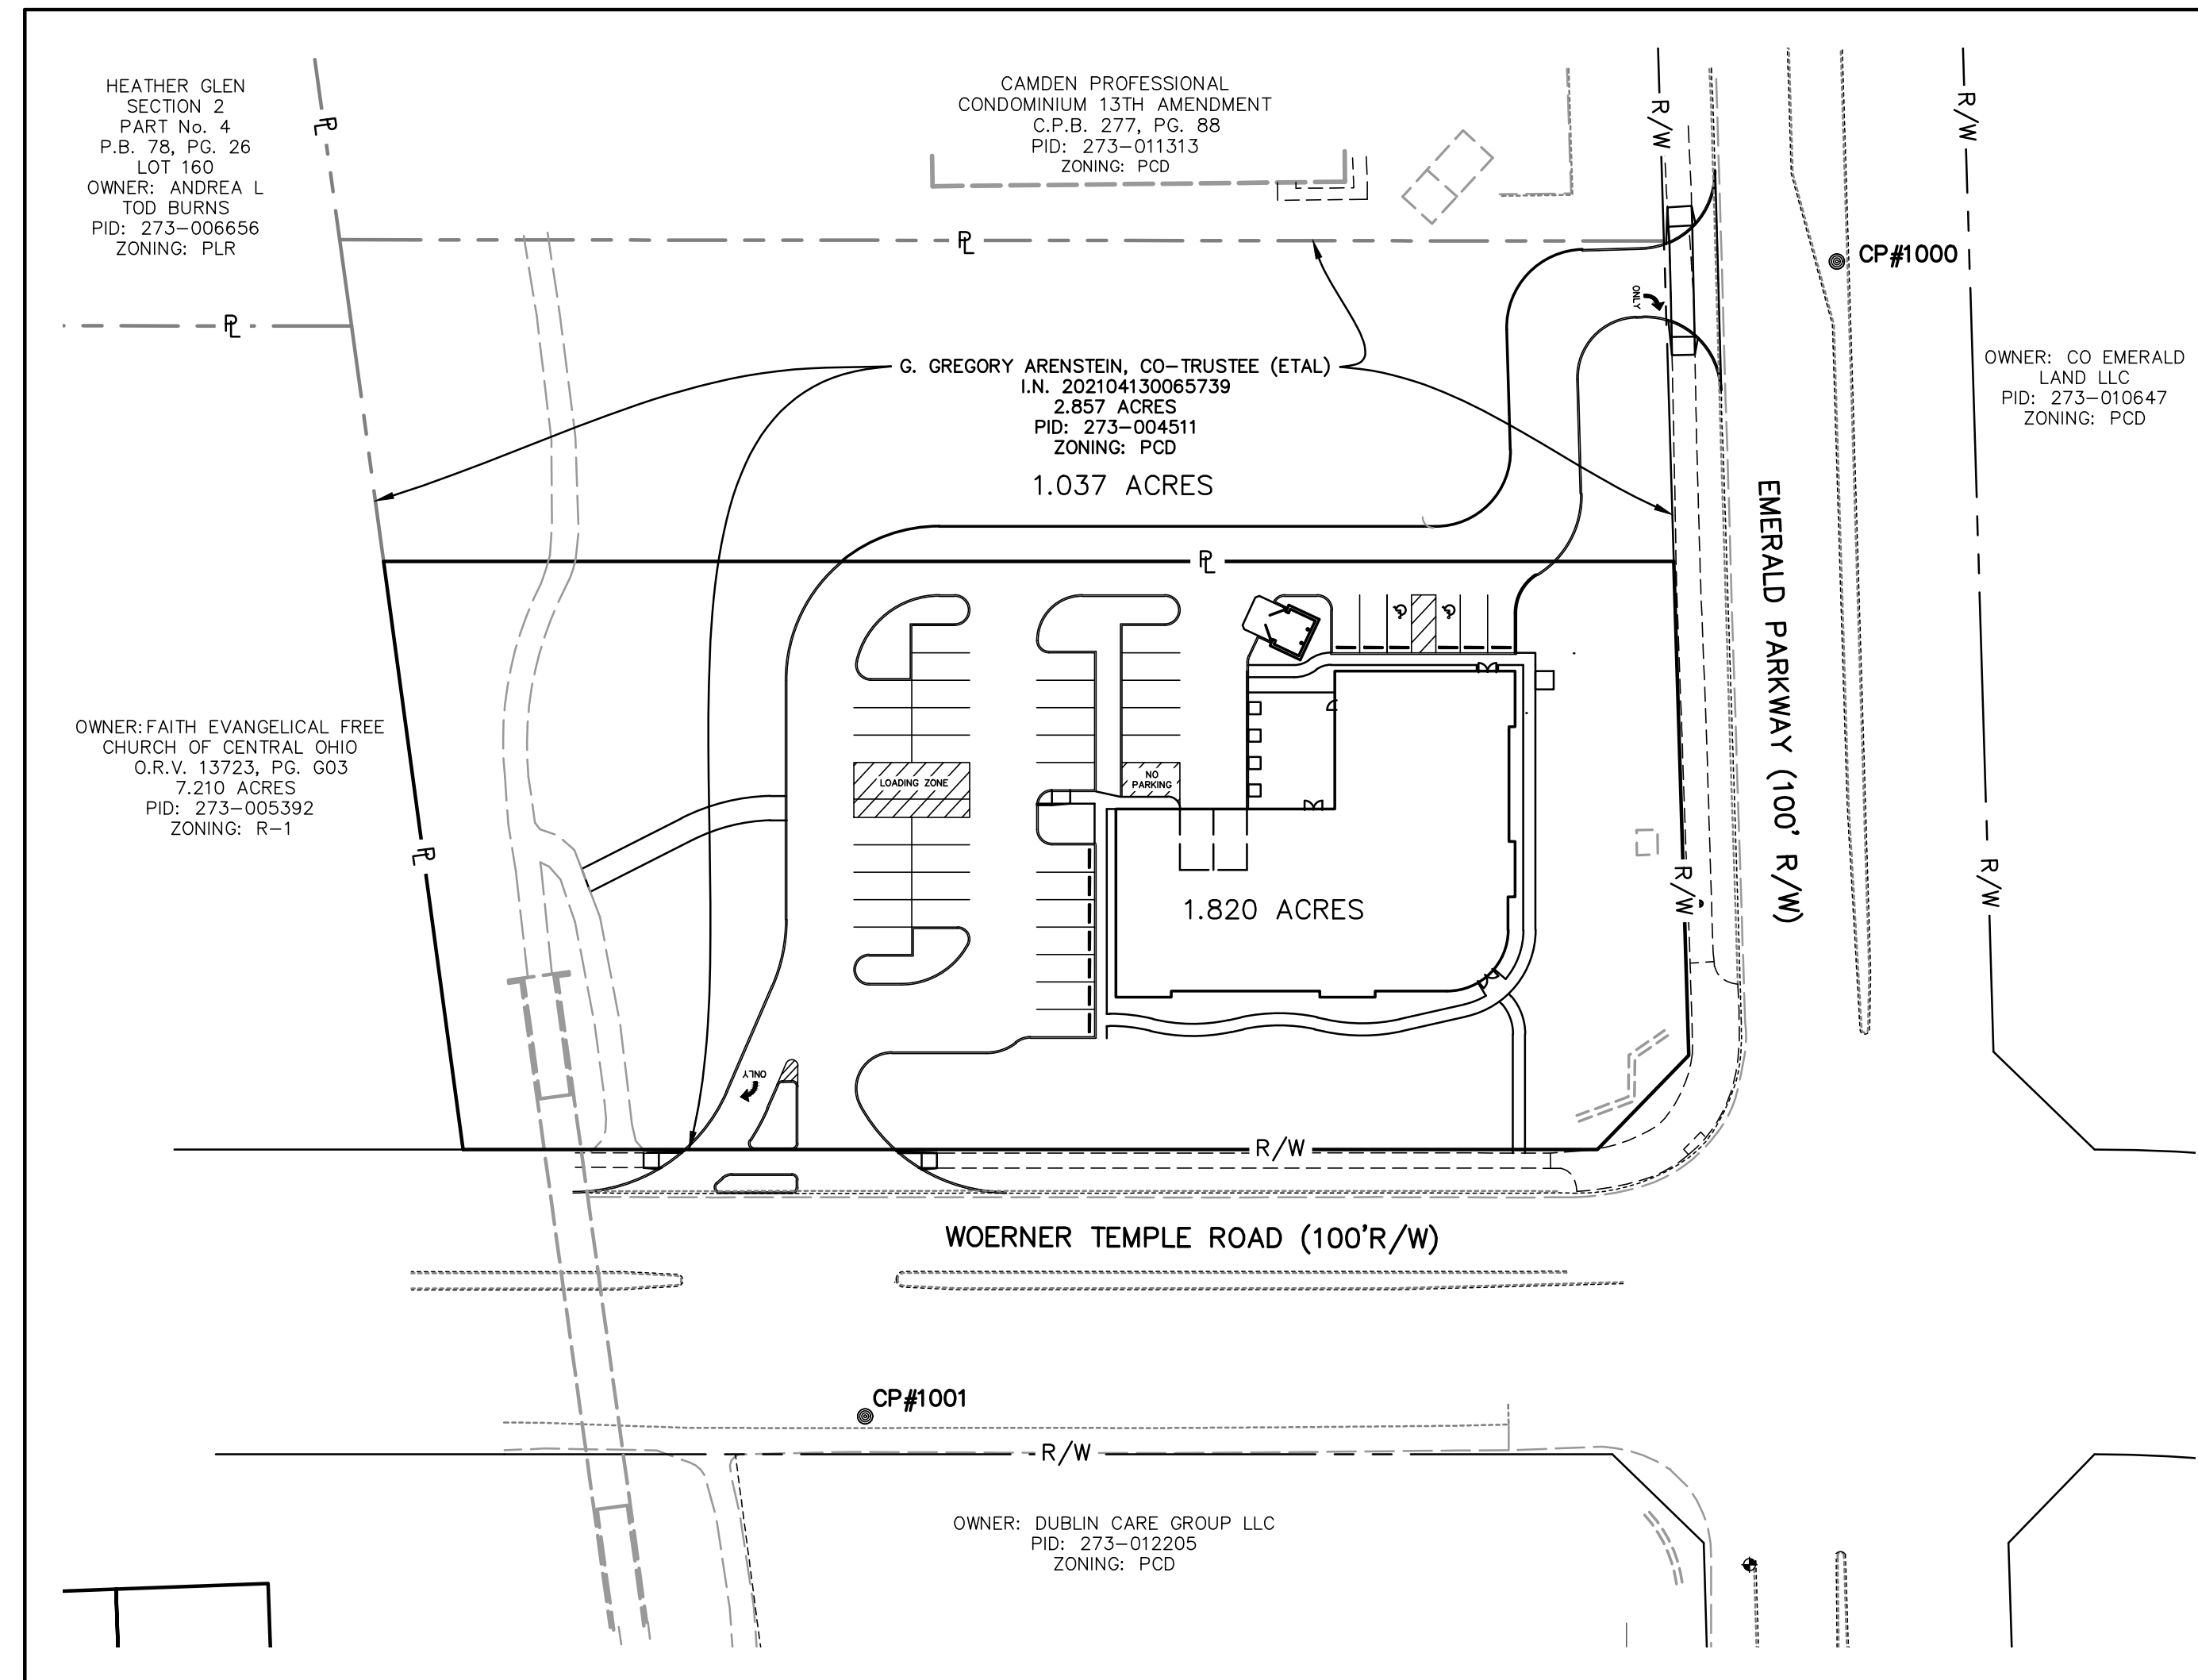 HEATHER GLEN
SECTION 2
PART No. 4
P.B. 78, PG. 26
LOT 160
OWNER: ANDREA L
TOD BURNS
PID: 273-006656
ZONING: PLR
CAMDEN PROFESSIONAL
CONDOMINIUM 13TH AMENDMENT
C.P.B. 277, PG. 88
PID: 273-011313
ZONING: PCD
R/W
R/W
PL
PL
PL
CP#1000
ONLY
G. GREGORY ARENSTEIN, CO-TRUSTEE (ETAL)
I.N. 202104130065739
2.857 ACRES
PID: 273-004511
ZONING: PCD
1.037 ACRES
OWNER: CO EMERALD
LAND LLC
PID: 273-010647
ZONING: PCD
EMERALD PARKWAY (100' R/W)
PL
OWNER: FAITH EVANGELICAL FREE
CHURCH OF CENTRAL OHIO
O.R.V. 13723, PG. G03
7.210 ACRES
PID: 273-005392
ZONING: R-1
PL
LOADING ZONE
NO
PARKING
1.820 ACRES
R/W
R/W
ONLY
R/W
WOERNER TEMPLE ROAD (100'R/W)
CP#1001
R/W
OWNER: DUBLIN CARE GROUP LLC
PID: 273-012205
ZONING: PCD